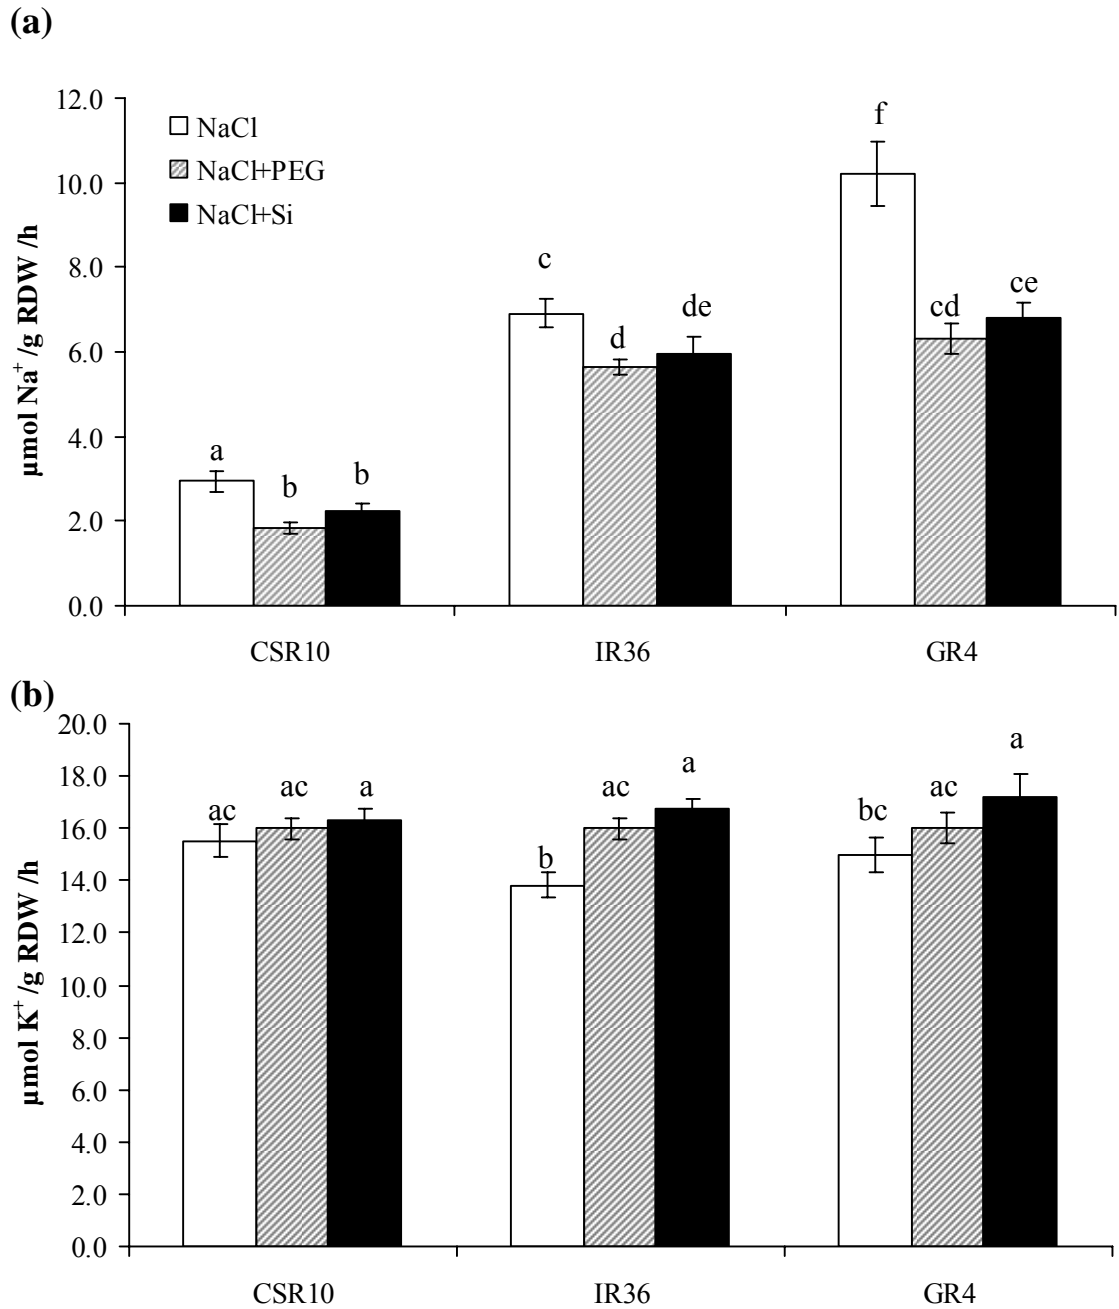 (a)
12.0
10.0
8.0
6.0
4.0
2.0
0.0
µmol Na⁺ /g RDW /h
NaCl
NaCl+PEG
NaCl+Si
a
b
b
c
d
de
f
cd
ce
CSR10
IR36
GR4
(b)
20.0
18.0
16.0
14.0
12.0
10.0
8.0
6.0
4.0
2.0
0.0
µmol K⁺ /g RDW /h
ac
ac
a
b
ac
a
bc
ac
a
CSR10
IR36
GR4